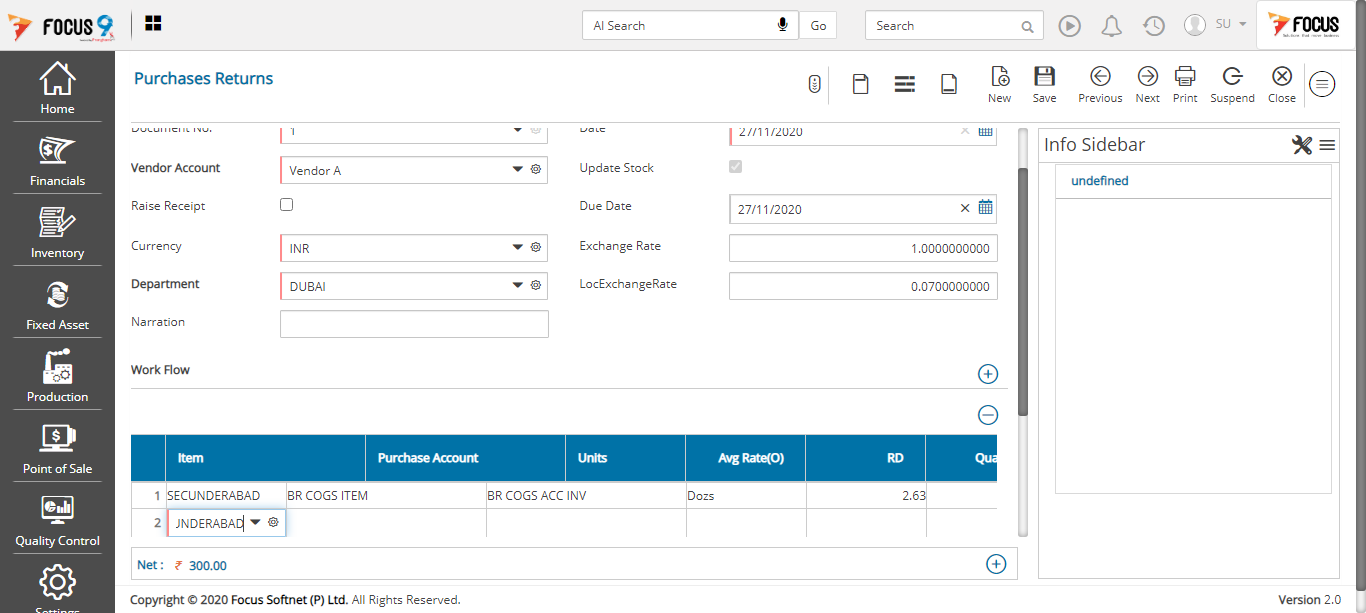 FOCUS 9
AI Search
Go
Search
SU
FOCUS
Home
Financials
Inventory
Fixed Asset
Production
Point of Sale
Quality Control
Settings
Purchases Returns
New
Save
Previous
Next
Print
Suspend
Close
Document No. 1 Date 27/11/2020
Vendor Account Vendor A Update Stock
Raise Receipt Due Date 27/11/2020
Currency INR Exchange Rate 1.0000000000
Department DUBAI LocExchangeRate 0.0700000000
Narration
Work Flow
Item Purchase Account Units Avg Rate(O) RD Qua
1 SECUNDERABAD BR COGS ITEM BR COGS ACC INV Dozs 2.63
2 UNDERABAD
Net : ₹ 300.00
Info Sidebar
undefined
Copyright © 2020 Focus Softnet (P) Ltd. All Rights Reserved.
Version 2.0